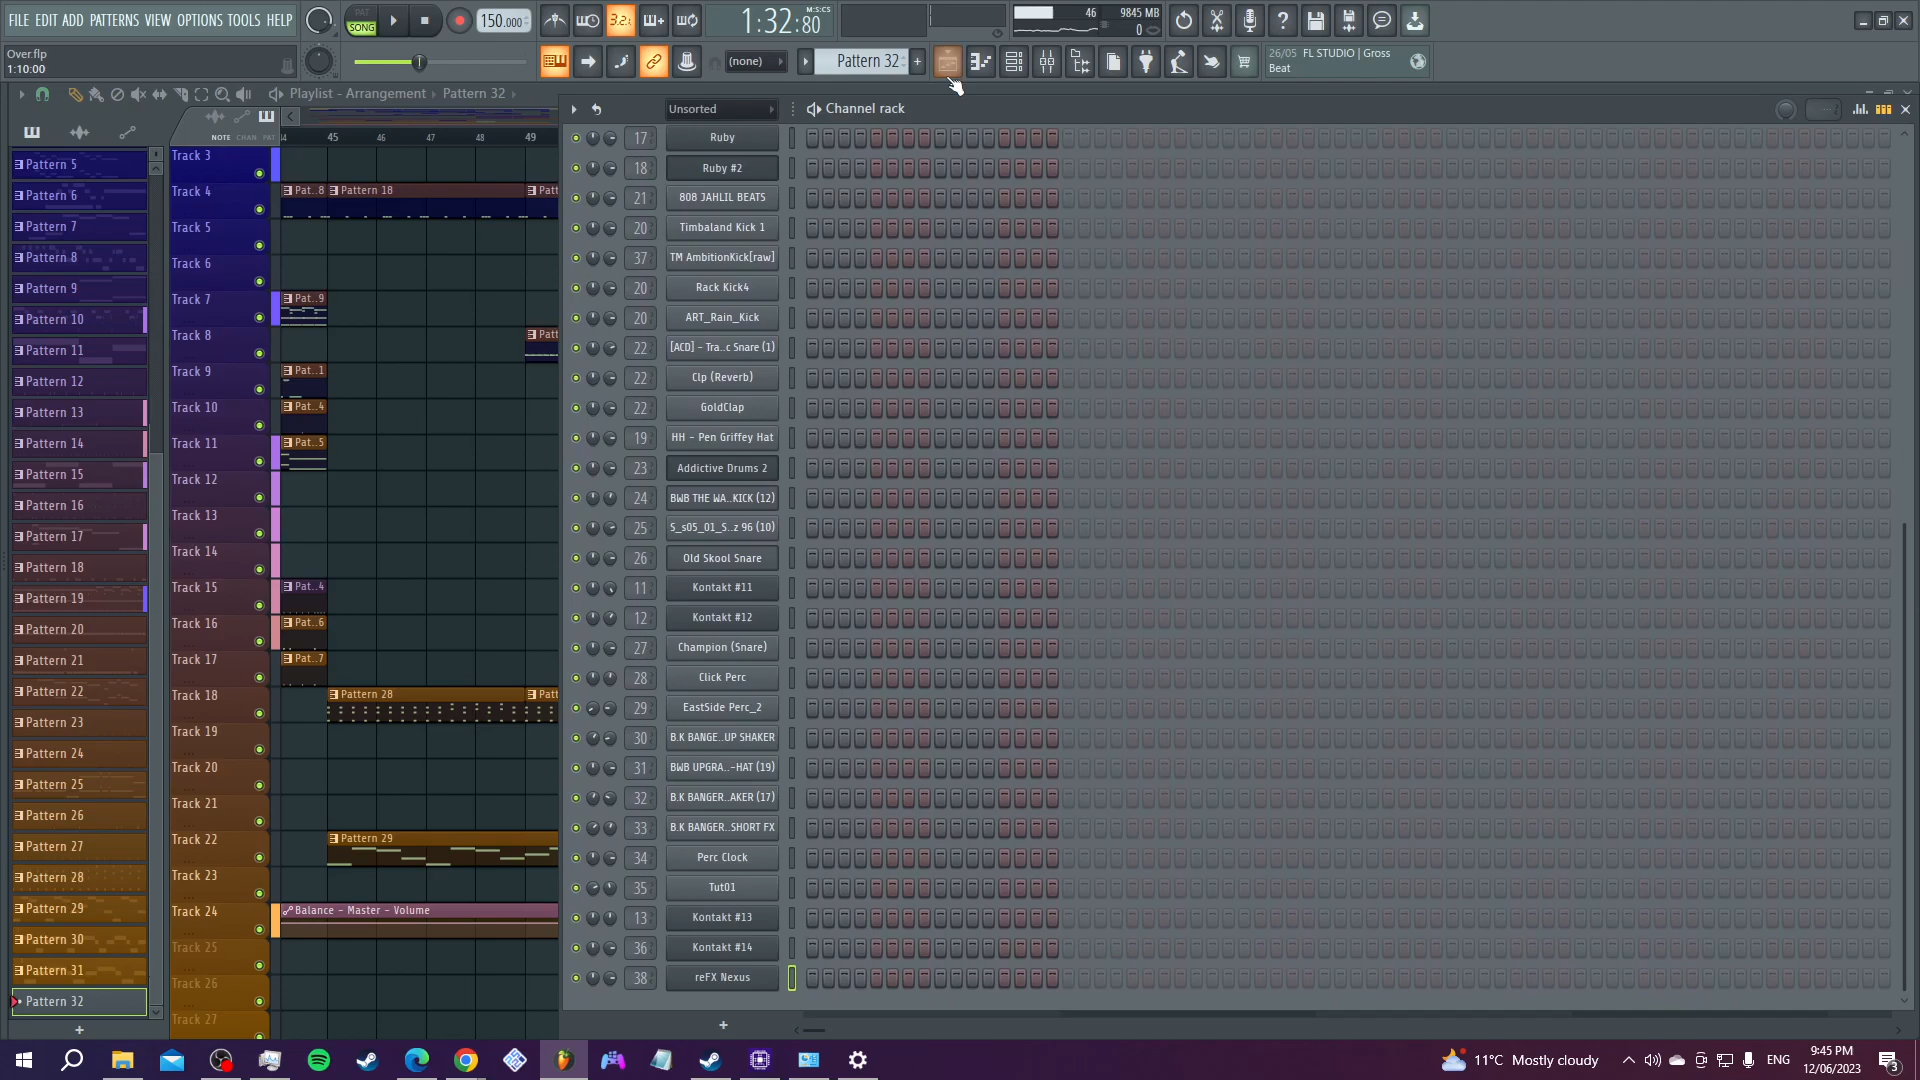 FILE EDIT ADD PATTERNS VIEW OPTIONS TOOLS HELP
PAT
SONG
150.000
3.2.
1:32:80
M:S:CS
46
9845 MB
0
Over.flp
1:10:00
(none)
Pattern 32
+
26/05 FL STUDIO | Gross
Beat
Playlist - Arrangement
Pattern 32
Unsorted
Channel rack
NOTE CHAN PAT
45
46
47
48
49
Pattern 5
Pattern 6
Pattern 7
Pattern 8
Pattern 9
Pattern 10
Pattern 11
Pattern 12
Pattern 13
Pattern 14
Pattern 15
Pattern 16
Pattern 17
Pattern 18
Pattern 19
Pattern 20
Pattern 21
Pattern 22
Pattern 23
Pattern 24
Pattern 25
Pattern 26
Pattern 27
Pattern 28
Pattern 29
Pattern 30
Pattern 31
Pattern 32
+
Track 3
Track 4
Pat..8 Pattern 18 Patt
Track 5
Track 6
Track 7
Pat..9
Track 8
Patt
Track 9
Pat..1
Track 10
Pat..4
Track 11
Pat..5
Track 12
Track 13
Track 14
Track 15
Pat..4
Track 16
Pat..6
Track 17
Pat..7
Track 18
Pattern 28 Patt
Track 19
Track 20
Track 21
Track 22
Pattern 29
Track 23
Track 24
Balance - Master - Volume
Track 25
Track 26
Track 27
17 Ruby
18 Ruby #2
21 808 JAHLIL BEATS
20 Timbaland Kick 1
37 TM AmbitionKick[raw]
20 Rack Kick4
20 ART_Rain_Kick
22 [ACD] - Tra..c Snare (1)
22 Clp (Reverb)
22 GoldClap
19 HH - Pen Griffey Hat
23 Addictive Drums 2
24 BWB THE WA..KICK (12)
25 S_s05_01_S..z 96 (10)
26 Old Skool Snare
11 Kontakt #11
12 Kontakt #12
27 Champion (Snare)
28 Click Perc
29 EastSide Perc_2
30 B.K BANGE..UP SHAKER
31 BWB UPGRA..-HAT (19)
32 B.K BANGER..AKER (17)
33 B.K BANGER..SHORT FX
34 Perc Clock
35 Tut01
13 Kontakt #13
36 Kontakt #14
38 reFX Nexus
+
11°C Mostly cloudy
ENG
9:45 PM
12/06/2023
3